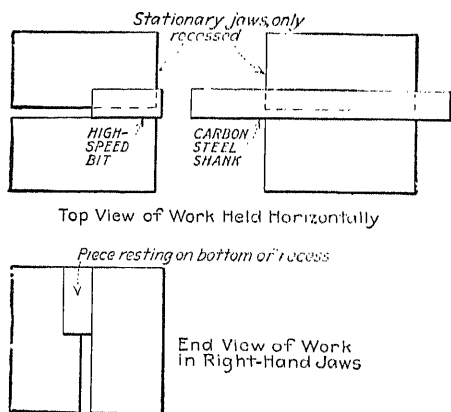 Stationary jaws, only
recessed
HIGH-
SPEED
BIT
CARBON
STEEL
SHANK
Top View of Work Held Horizontally
Piece resting on bottom of recess
End View of Work
in Right-Hand Jaws